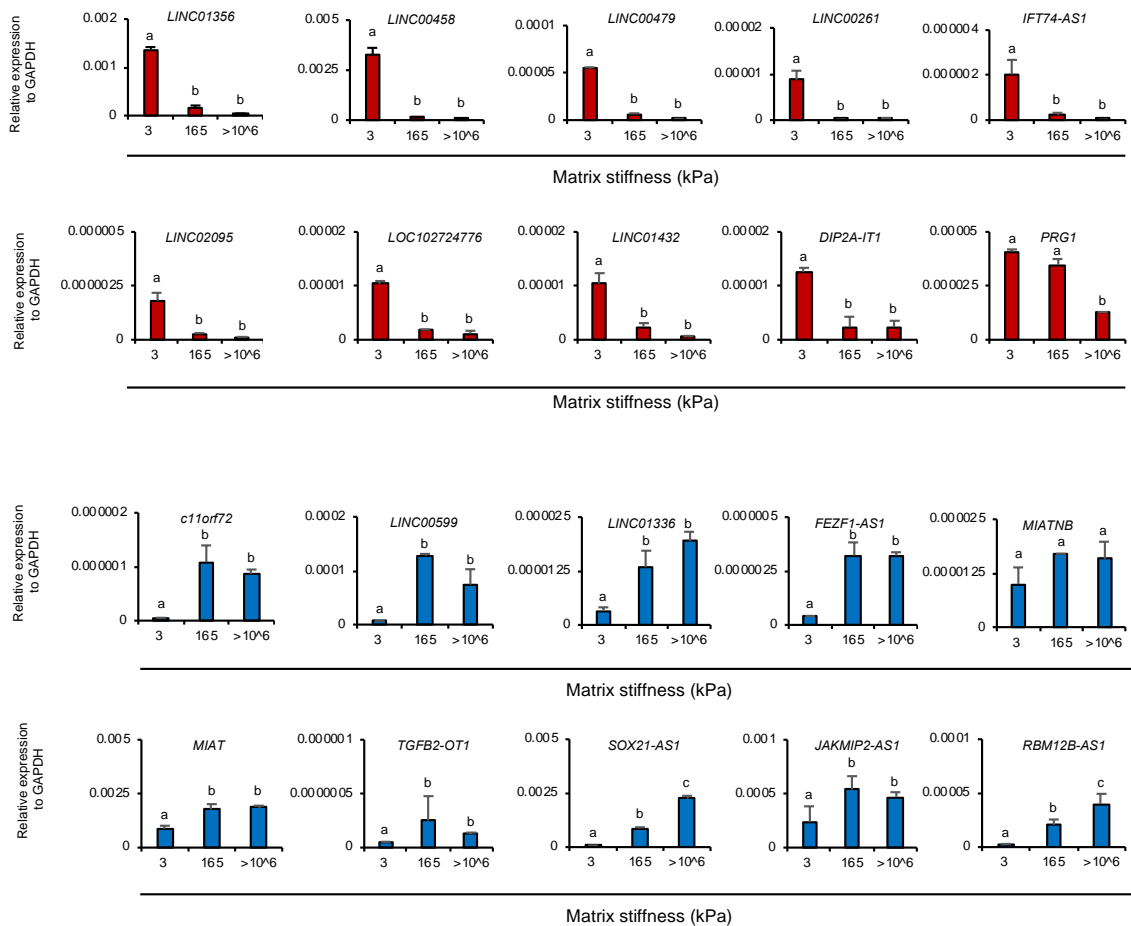 Relative expression
to GAPDH
LINC01356
0.002
0.001
0
a
b
b
3
165
>10^6
LINC00458
0.005
0.0025
0
a
b
b
3
165
>10^6
LINC00479
0.0001
0.00005
0
a
b
b
3
165
>10^6
LINC00261
0.00002
0.00001
0
a
b
b
3
165
>10^6
IFT74-AS1
0.000004
0.000002
0
a
b
b
3
165
>10^6
Matrix stiffness (kPa)
Relative expression
to GAPDH
LINC02095
0.000005
0.0000025
0
a
b
b
3
165
>10^6
LOC102724776
0.00002
0.00001
0
a
b
b
3
165
>10^6
LINC01432
0.00002
0.00001
0
a
b
b
3
165
>10^6
DIP2A-IT1
0.00002
0.00001
0
a
b
b
3
165
>10^6
PRG1
0.00005
0.000025
0
a
a
b
3
165
>10^6
Matrix stiffness (kPa)
Relative expression
to GAPDH
c11orf72
0.000002
0.000001
0
a
b
b
3
165
>10^6
LINC00599
0.0002
0.0001
0
a
b
b
3
165
>10^6
LINC01336
0.000025
0.0000125
0
a
b
b
3
165
>10^6
FEZF1-AS1
0.000005
0.0000025
0
a
b
b
3
165
>10^6
MIATNB
0.000025
0.0000125
0
a
a
a
3
165
>10^6
Matrix stiffness (kPa)
Relative expression
to GAPDH
MIAT
0.005
0.0025
0
a
b
b
3
165
>10^6
TGFB2-OT1
0.000001
0.0000005
0
a
b
b
3
165
>10^6
SOX21-AS1
0.005
0.0025
0
a
b
c
3
165
>10^6
JAKMIP2-AS1
0.001
0.0005
0
a
b
b
3
165
>10^6
RBM12B-AS1
0.0001
0.00005
0
a
b
c
3
165
>10^6
Matrix stiffness (kPa)